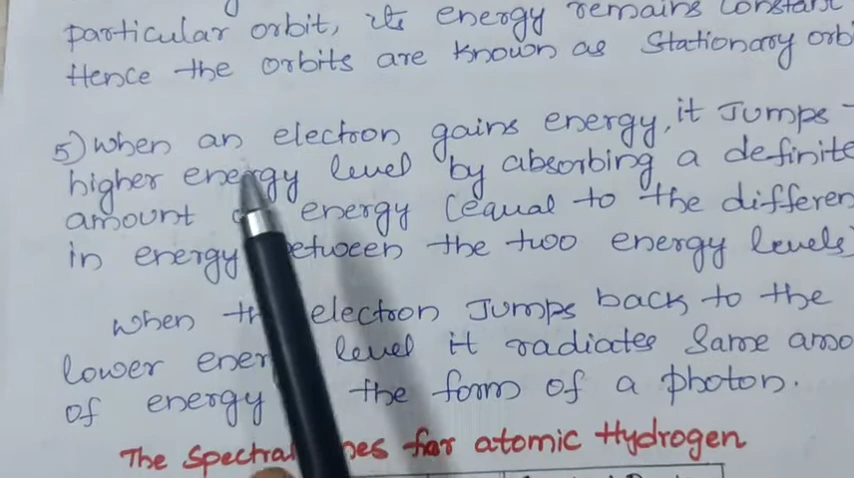 particular orbit, its energy remains constant
Hence the orbits are known as Stationary orb
5) When an electron gains energy, it Jumps -
higher energy level by absorbing a definite
amount energy (equal to the differen
in energy between the two energy levels)
When th electron Jumps back to the
lower ener level it radiates Same amo
of energy the form of a photon.
The Spectral nes for atomic Hydrogen